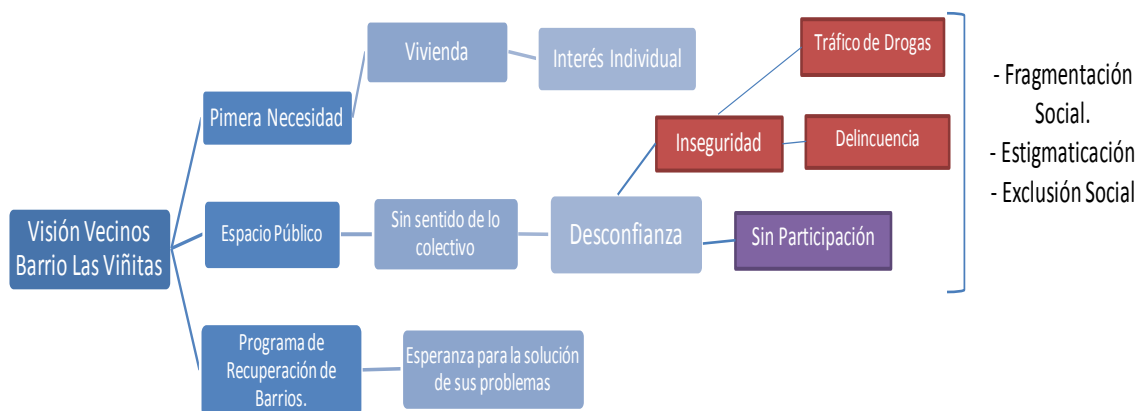 Visión Vecinos
Barrio Las Viñitas
Pimera Necesidad
Vivienda
Interés Individual
Espacio Público
Sin sentido de lo
colectivo
Desconfianza
Inseguridad
Tráfico de Drogas
Delincuencia
Sin Participación
Programa de
Recuperación de
Barrios.
Esperanza para la solución
de sus problemas
- Fragmentación
Social.
- Estigmaticación
- Exclusión Social